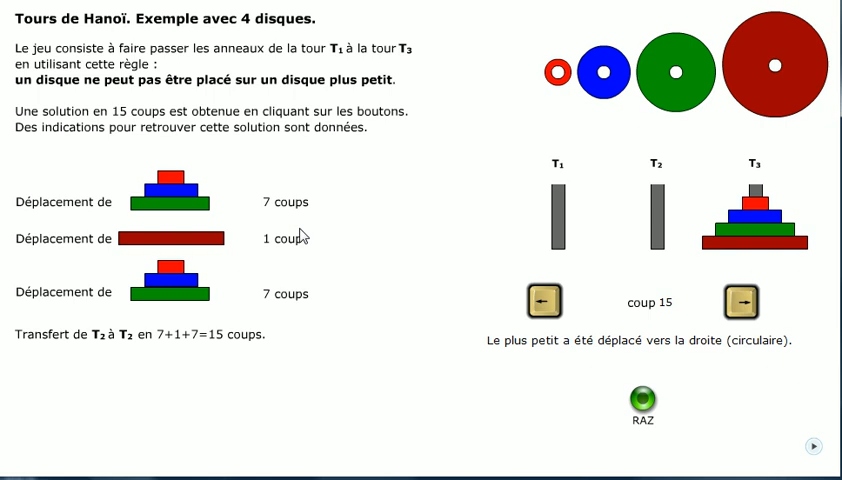 Tours de Hanoï. Exemple avec 4 disques.
Le jeu consiste à faire passer les anneaux de la tour T₁ à la tour T₃
en utilisant cette règle :
un disque ne peut pas être placé sur un disque plus petit.
Une solution en 15 coups est obtenue en cliquant sur les boutons.
Des indications pour retrouver cette solution sont données.
Déplacement de 7 coups
Déplacement de 1 coups
Déplacement de 7 coups
Transfert de T₂ à T₂ en 7+1+7=15 coups.
T₁ T₂ T₃
coup 15
Le plus petit a été déplacé vers la droite (circulaire).
RAZ